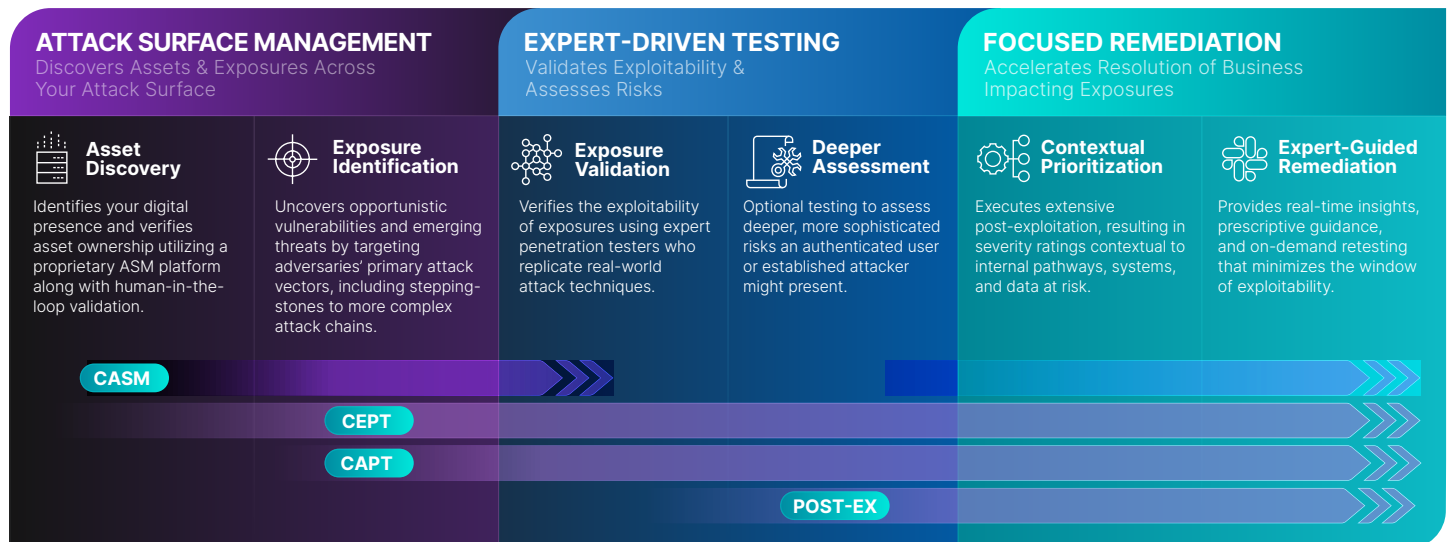 ATTACK SURFACE MANAGEMENT
Discovers Assets & Exposures Across
Your Attack Surface
EXPERT-DRIVEN TESTING
Validates Exploitability &
Assesses Risks
FOCUSED REMEDIATION
Accelerates Resolution of Business
Impacting Exposures
Asset
Discovery
Identifies your digital
presence and verifies
asset ownership utilizing a
proprietary ASM platform
along with human-in-the-
loop validation.
Exposure
Identification
Uncovers opportunistic
vulnerabilities and emerging
threats by targeting
adversaries’ primary attack
vectors, including stepping-
stones to more complex
attack chains.
Exposure
Validation
Verifies the exploitability
of exposures using expert
penetration testers who
replicate real-world
attack techniques.
Deeper
Assessment
Optional testing to assess
deeper, more sophisticated
risks an authenticated user
or established attacker
might present.
Contextual
Prioritization
Executes extensive
post-exploitation, resulting in
severity ratings contextual to
internal pathways, systems,
and data at risk.
Expert-Guided
Remediation
Provides real-time insights,
prescriptive guidance,
and on-demand retesting
that minimizes the window
of exploitability.
CASM
CEPT
CAPT
POST-EX